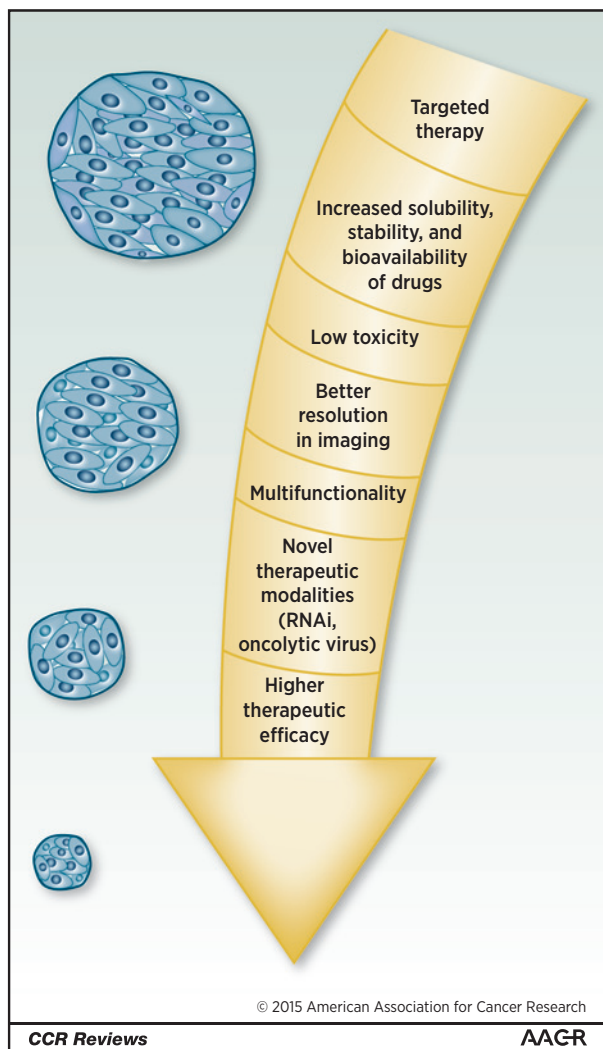 Targeted
therapy
Increased solubility,
stability, and
bioavailability
of drugs
Low toxicity
Better
resolution
in imaging
Multifunctionality
Novel
therapeutic
modalities
(RNAi,
oncolytic virus)
Higher
therapeutic
efficacy
© 2015 American Association for Cancer Research
CCR Reviews
AACR